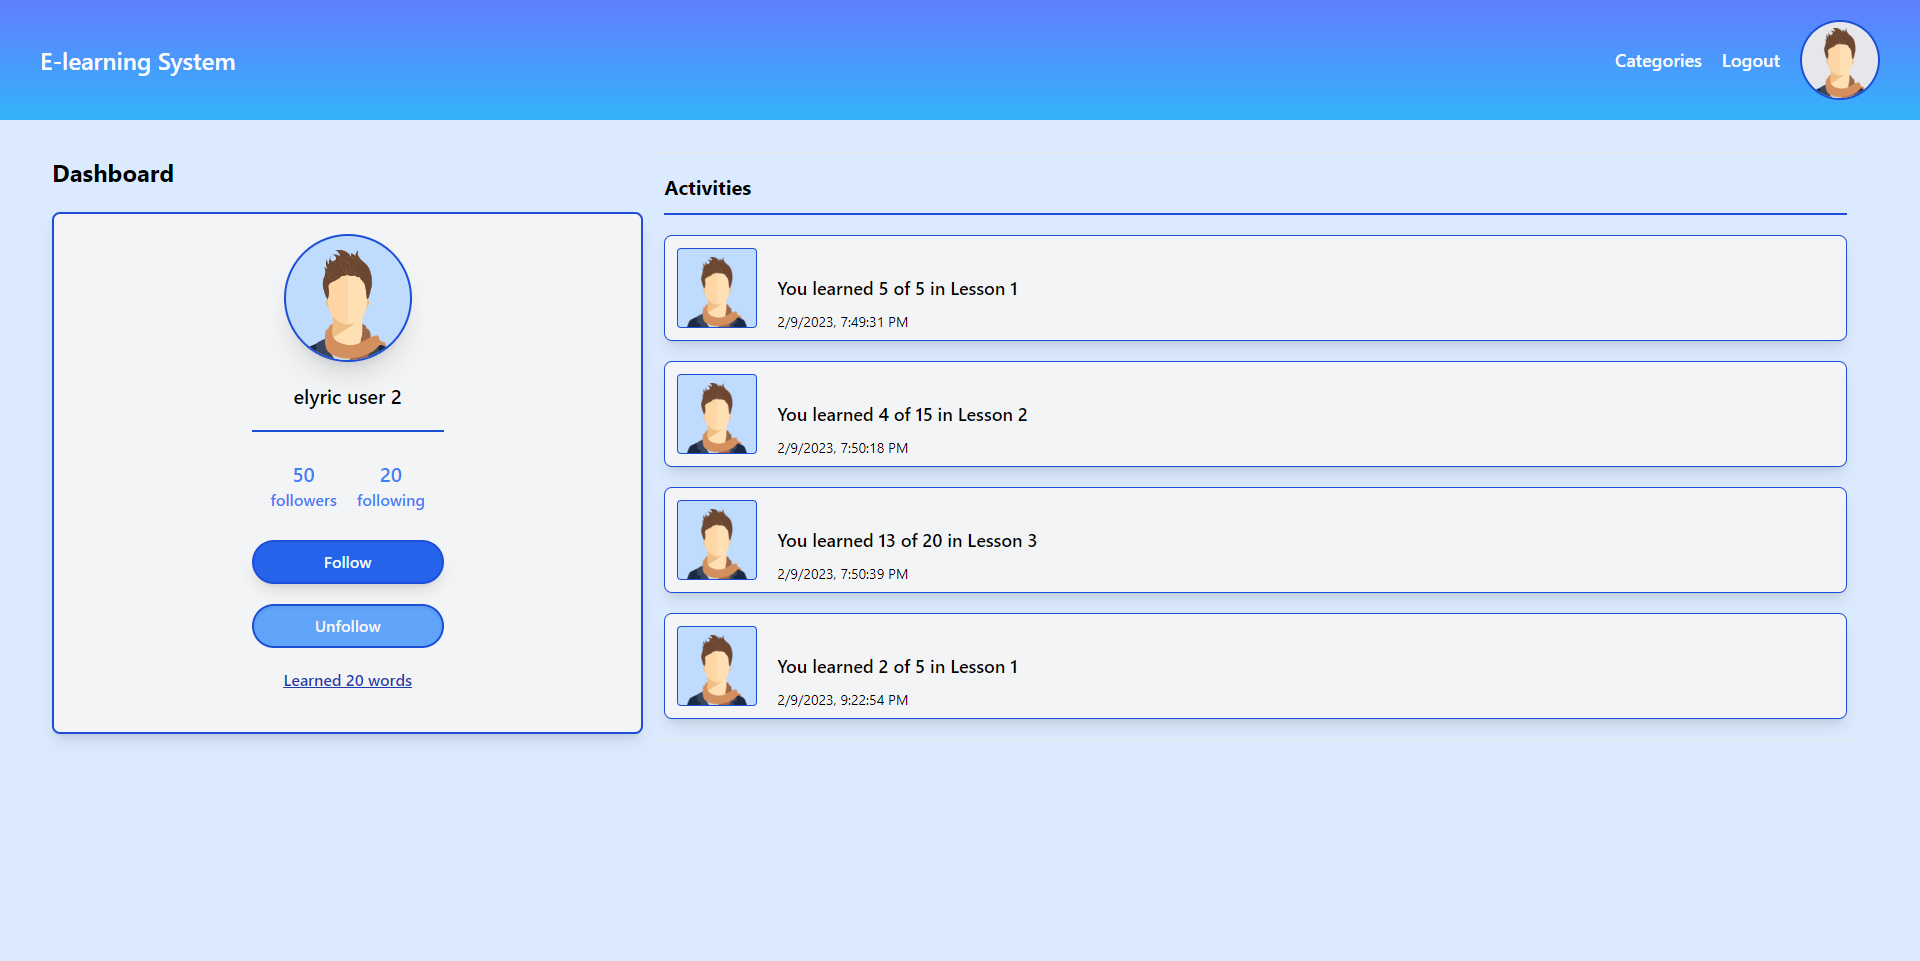 E-learning System
Categories
Logout
Dashboard
elyric user 2
50
followers
20
following
Follow
Unfollow
Learned 20 words
Activities
You learned 5 of 5 in Lesson 1
2/9/2023, 7:49:31 PM
You learned 4 of 15 in Lesson 2
2/9/2023, 7:50:18 PM
You learned 13 of 20 in Lesson 3
2/9/2023, 7:50:39 PM
You learned 2 of 5 in Lesson 1
2/9/2023, 9:22:54 PM